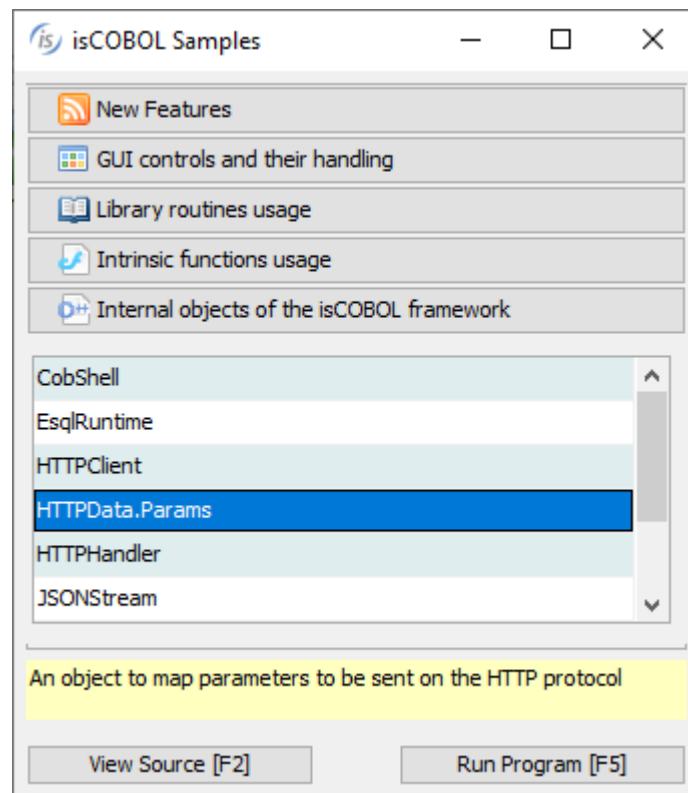 is isCOBOL Samples
New Features
GUI controls and their handling
Library routines usage
Intrinsic functions usage
Internal objects of the isCOBOL framework
CobShell
EsqlRuntime
HTTPClient
HTTPData.Params
HTTPHandler
JSONStream
An object to map parameters to be sent on the HTTP protocol
View Source [F2] Run Program [F5]